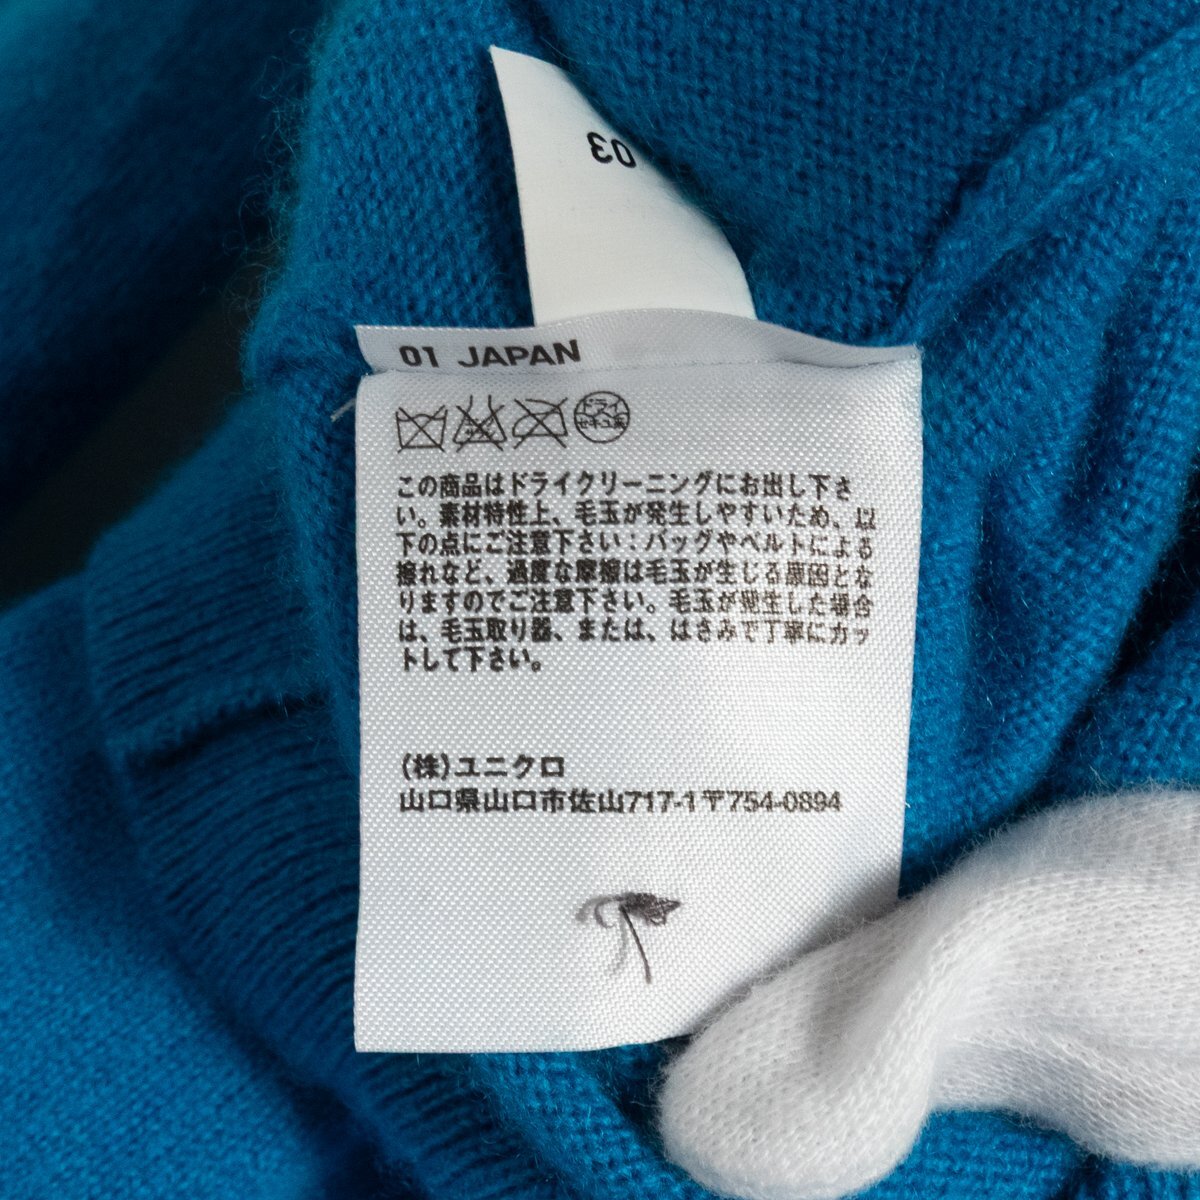 03
01 JAPAN
ドライ
セキユ系
この商品はドライクリーニングにお出し下さ
い。素材特性上、毛玉が発生しやすいため、以
下の点にご注意下さい：バッグやベルトによる
擦れなど、過度な摩擦は毛玉が生じる原因とな
りますのでご注意下さい。毛玉が発生した場合
は、毛玉取り器、または、はさみで丁寧にカッ
トして下さい。
(株)ユニクロ
山口県山口市佐山717-1〒754-0894